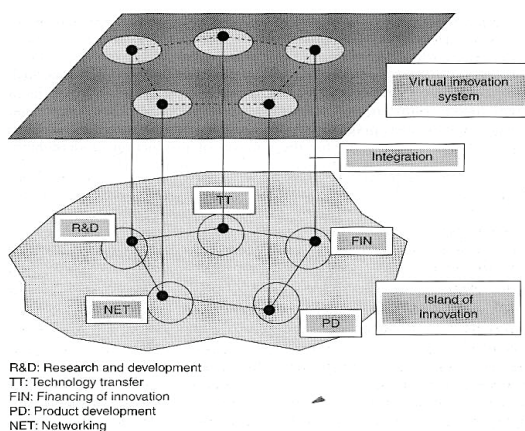 Virtual innovation
system
Integration
TT
R&D
FIN
NET
PD
Island of
innovation
R&D: Research and development
TT: Technology transfer
FIN: Financing of innovation
PD: Product development
NET: Networking